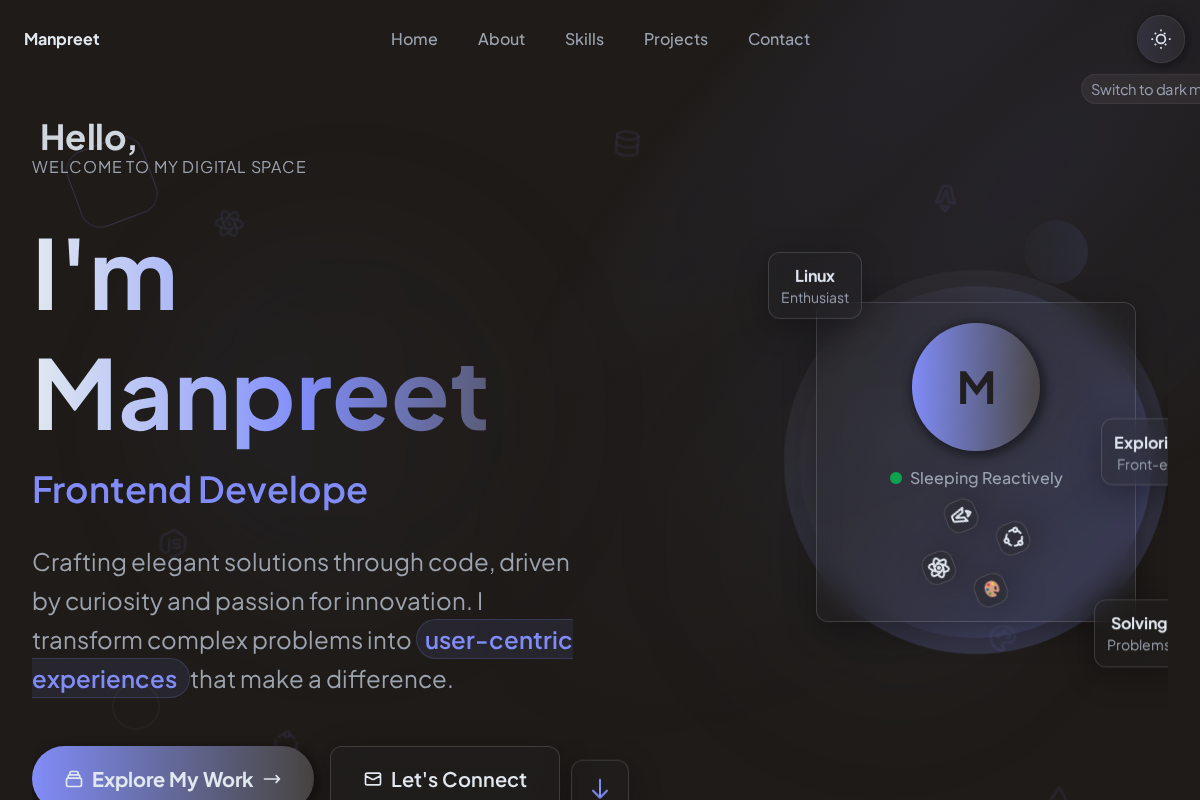 Manpreet
Home
About
Skills
Projects
Contact
Switch to dark m
Hello,
WELCOME TO MY DIGITAL SPACE
I'm
Manpreet
Frontend Develope
Crafting elegant solutions through code, driven
by curiosity and passion for innovation. I
transform complex problems into user-centric
experiences that make a difference.
Explore My Work →
Let's Connect
Linux
Enthusiast
M
Sleeping Reactively
Explori
Front-e
Solving
Problems
JS